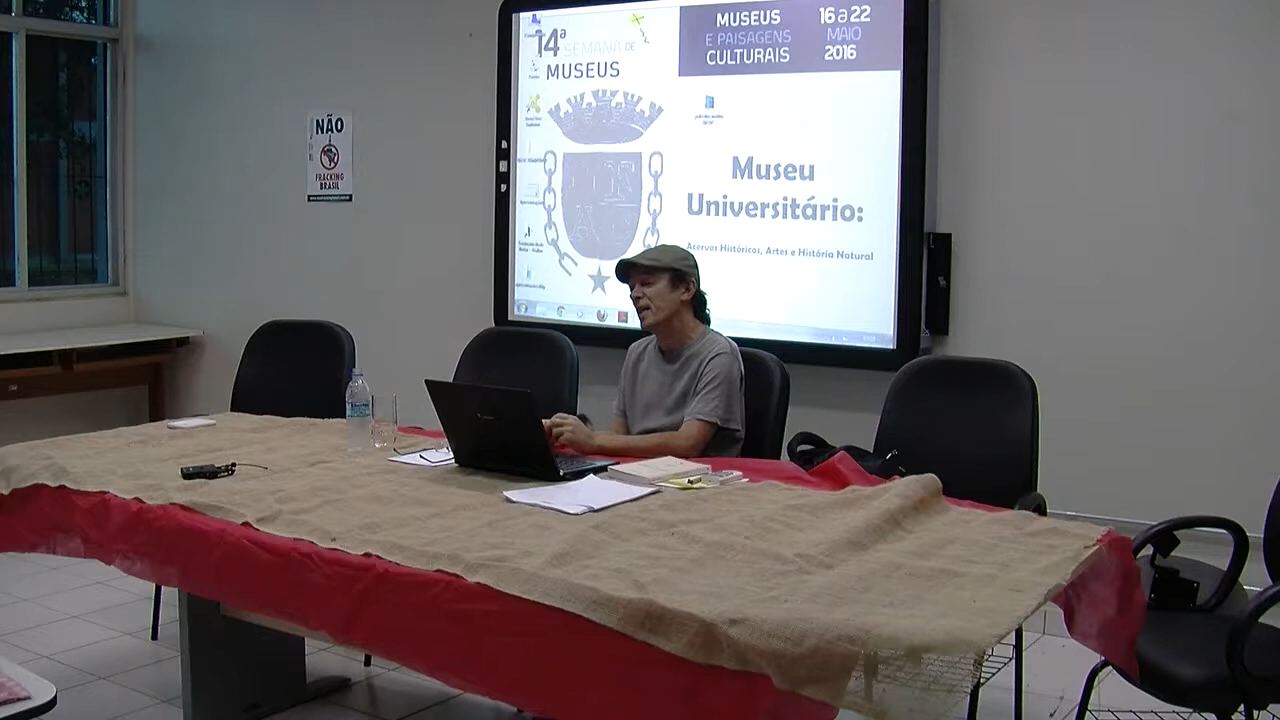 14ª SEMANA DE
MUSEUS
MUSEUS
E PAISAGENS
CULTURAIS
16 a 22
MAIO
2016
NÃO
FRACKING
BRASIL
Museu
Universitário:
Acervos Históricos, Artes e História Natural